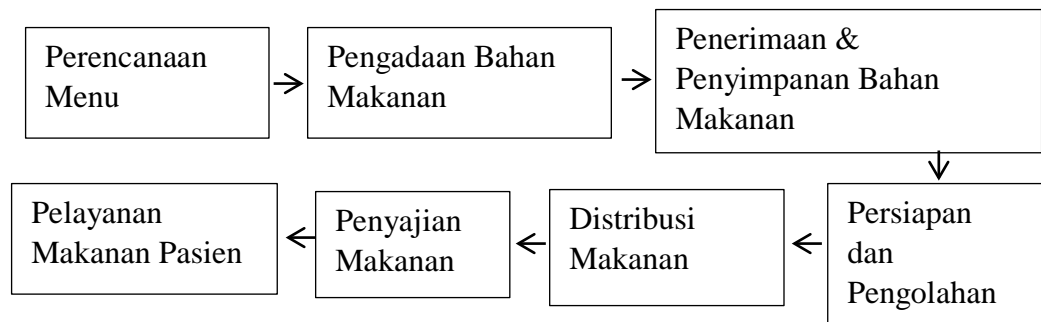 Perencanaan
Menu
Pengadaan Bahan
Makanan
Penerimaan &
Penyimpanan Bahan
Makanan
Persiapan
dan
Pengolahan
Distribusi
Makanan
Penyajian
Makanan
Pelayanan
Makanan Pasien